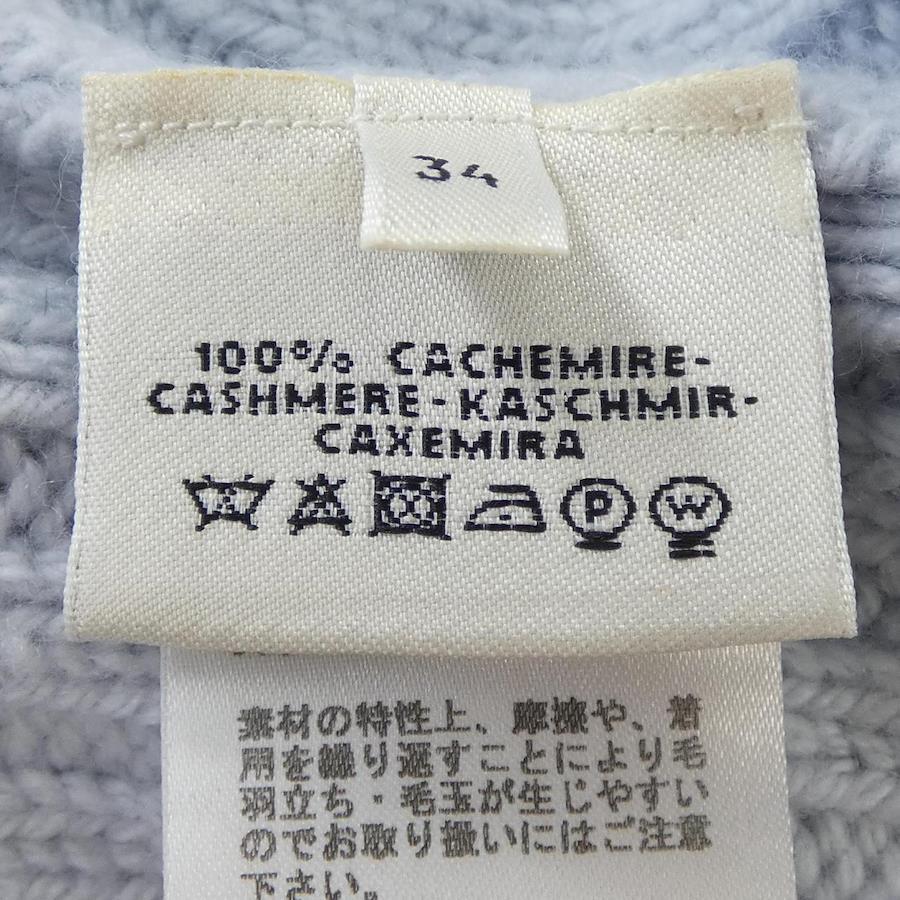 34
100% CACHEMIRE-
CASHMERE-KASCHMIR-
CAXEMIRA
P W
素材の特性上、摩擦や、着
用を繰り返すことにより毛
羽立ち・毛玉が生じやすい
のでお取り扱いにはご注意
下さい。